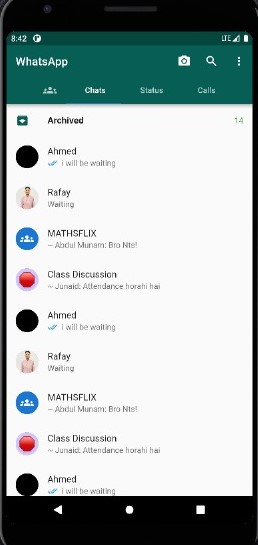 8:42
LTE
WhatsApp
Chats
Status
Calls
Archived
14
Ahmed
i will be waiting
Rafay
Waiting
MATHSFLIX
~ Abdul Munam: Bro Nte!
Class Discussion
~ Junaid: Attendance horahi hai
Ahmed
i will be waiting
Rafay
Waiting
MATHSFLIX
~ Abdul Munam: Bro Nte!
Class Discussion
~ Junaid: Attendance horahi hai
Ahmed
i will be waiting